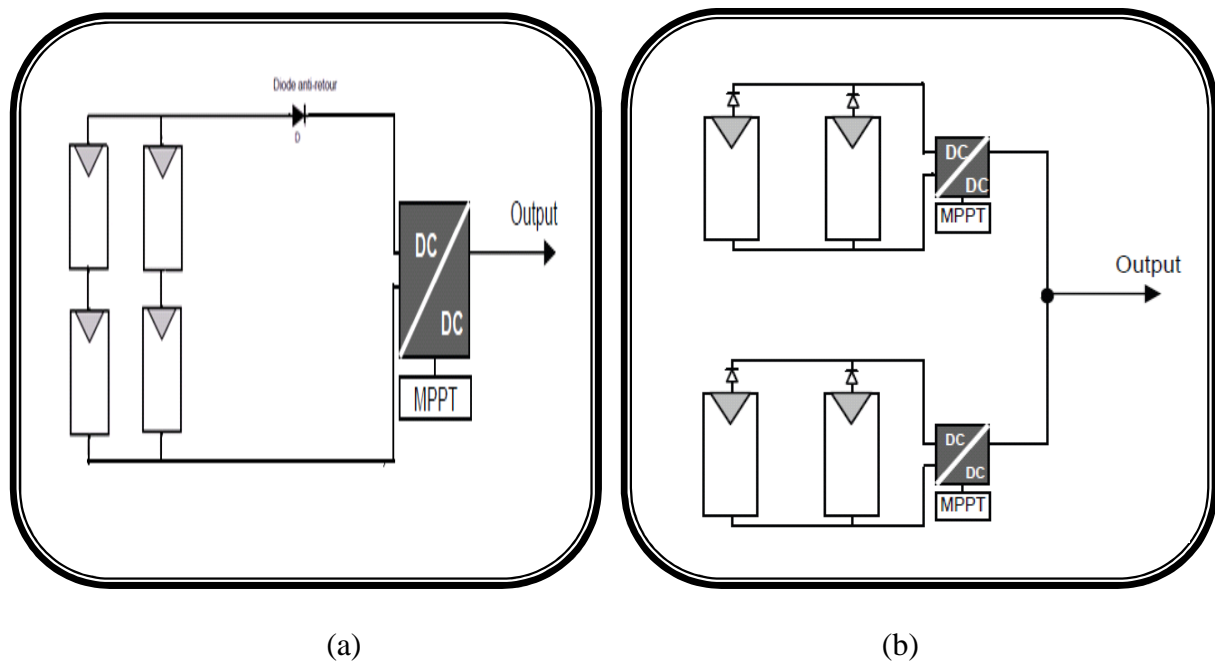 Diode anti-retour
D
Output
DC
DC
MPPT
(a)
DC
DC
MPPT
Output
DC
DC
MPPT
(b)